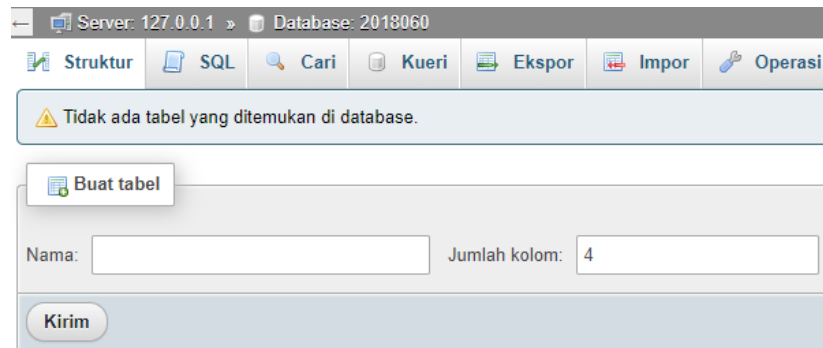 ← Server: 127.0.0.1 » Database: 2018060
Struktur SQL Cari Kueri Ekspor Impor Operasi
Tidak ada tabel yang ditemukan di database.
Buat tabel
Nama: Jumlah kolom: 4
Kirim